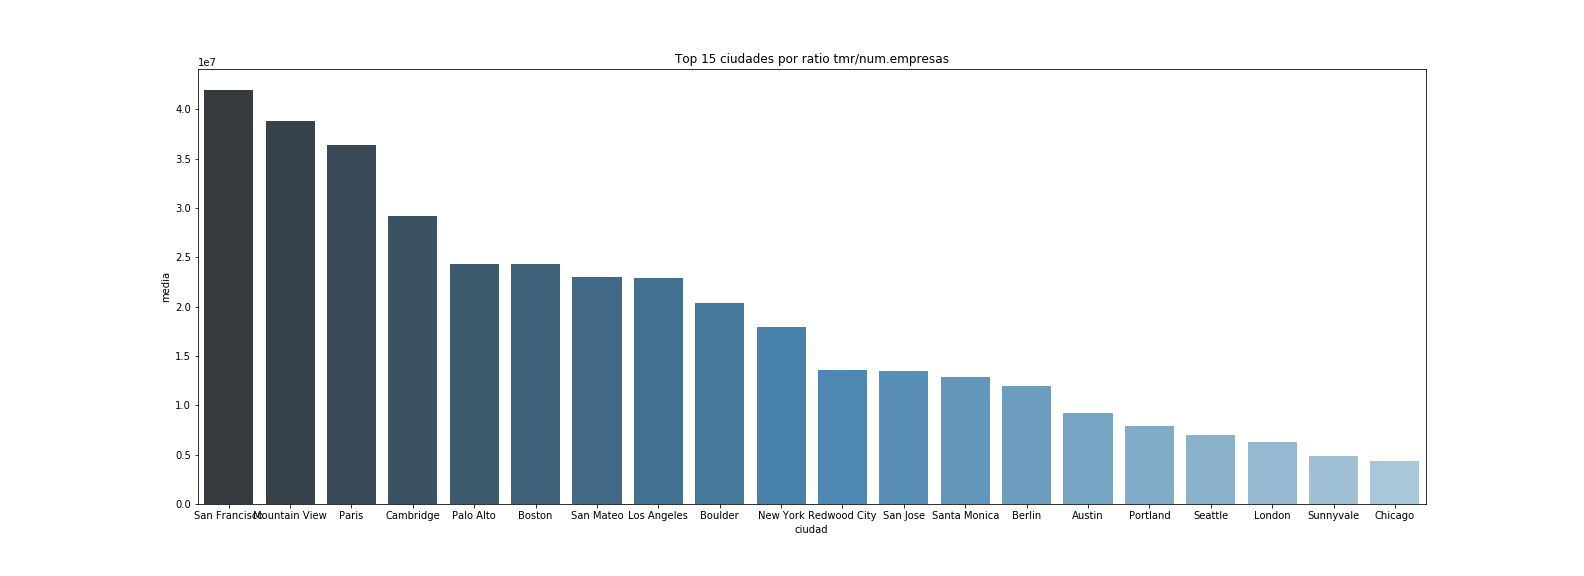 Top 15 ciudades por ratio tmr/num.empresas
1e7
4.0
3.5
3.0
2.5
2.0
1.5
1.0
0.5
0.0
media
San Francisco Mountain View Paris Cambridge Palo Alto Boston San Mateo Los Angeles Boulder New York Redwood City San Jose Santa Monica Berlin Austin Portland Seattle London Sunnyvale Chicago
ciudad